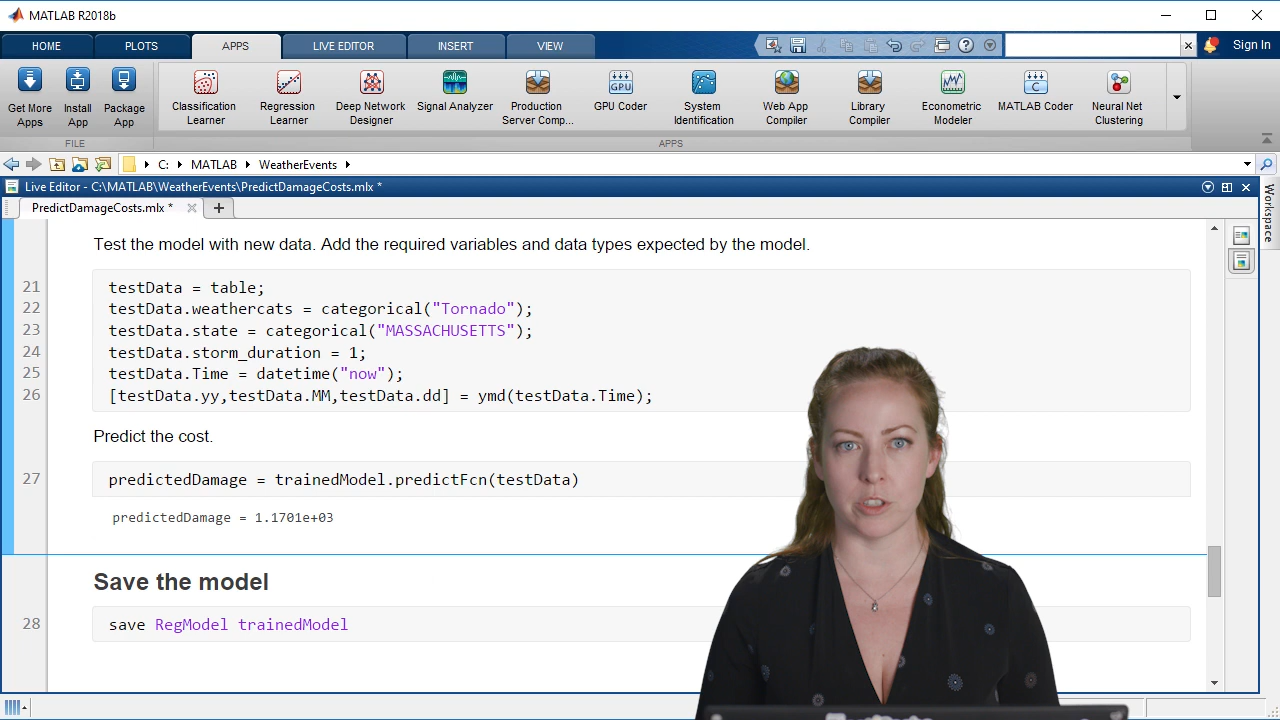 MATLAB R2018b
HOME PLOTS APPS LIVE EDITOR INSERT VIEW Sign In
Get More Apps
Install App
Package App
Classification Learner
Regression Learner
Deep Network Designer
Signal Analyzer
Production Server Comp...
GPU Coder
System Identification
Web App Compiler
Library Compiler
Econometric Modeler
MATLAB Coder
Neural Net Clustering
FILE APPS
C: MATLAB WeatherEvents
Live Editor - C:\MATLAB\WeatherEvents\PredictDamageCosts.mlx *
Workspace
PredictDamageCosts.mlx *
Test the model with new data. Add the required variables and data types expected by the model.
21 testData = table;
22 testData.weathercats = categorical("Tornado");
23 testData.state = categorical("MASSACHUSETTS");
24 testData.storm_duration = 1;
25 testData.Time = datetime("now");
26 [testData.yy,testData.MM,testData.dd] = ymd(testData.Time);
Predict the cost.
27 predictedDamage = trainedModel.predictFcn(testData)
predictedDamage = 1.1701e+03
Save the model
28 save RegModel trainedModel